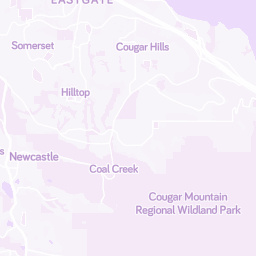 EASTGATE
Somerset
Cougar Hills
Hilltop
Newcastle
Coal Creek
Cougar Mountain
Regional Wildland Park